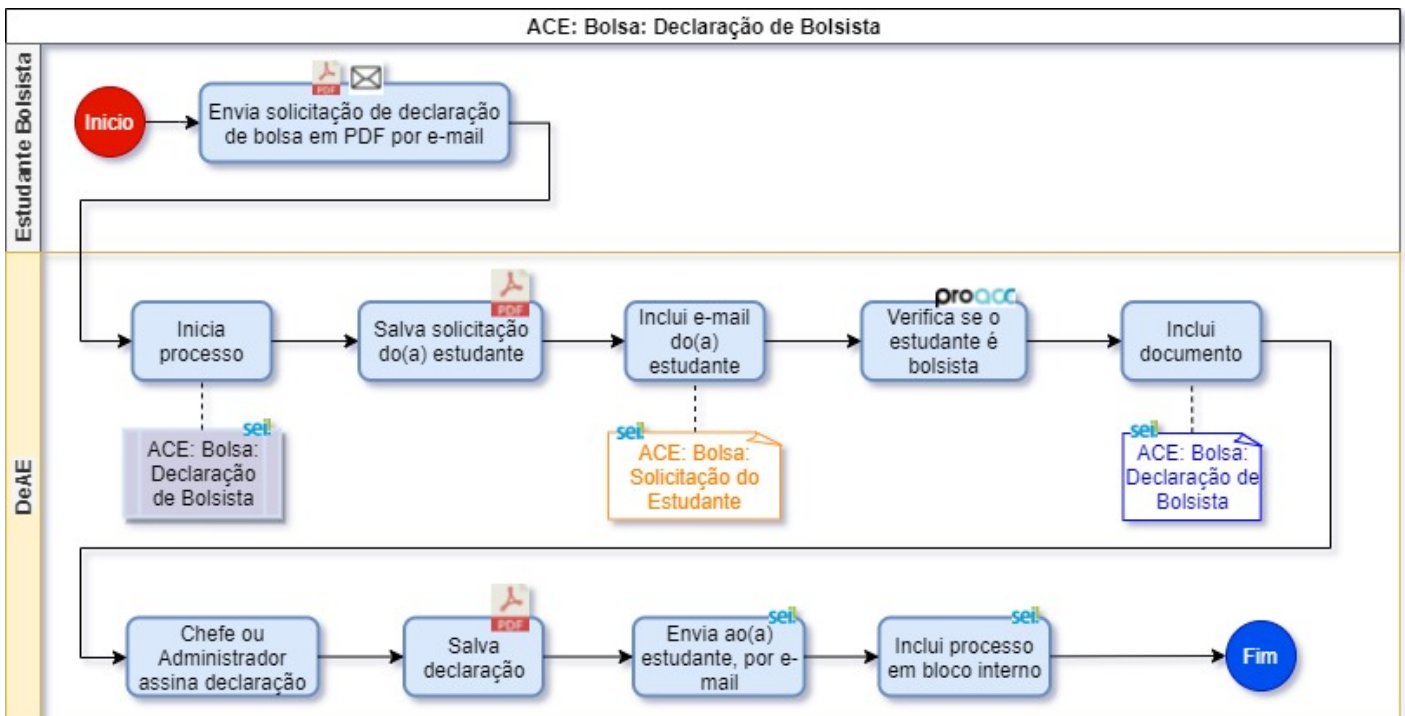 ACE: Bolsa: Declaração de Bolsista
Estudante Bolsista
Inicio
PDF
Envia solicitação de declaração
de bolsa em PDF por e-mail
DeAE
Inicia
processo
PDF
Salva solicitação
do(a) estudante
Inclui e-mail
do(a)
estudante
proacc
Verifica se o
estudante é
bolsista
Inclui
documento
sei!
ACE: Bolsa:
Declaração
de Bolsista
sei!
ACE: Bolsa:
Solicitação do
Estudante
sei!
ACE: Bolsa:
Declaração de
Bolsista
Chefe ou
Administrador
assina declaração
PDF
Salva
declaração
sei!
Envia ao(a)
estudante, por e-
mail
sei!
Inclui processo
em bloco interno
Fim